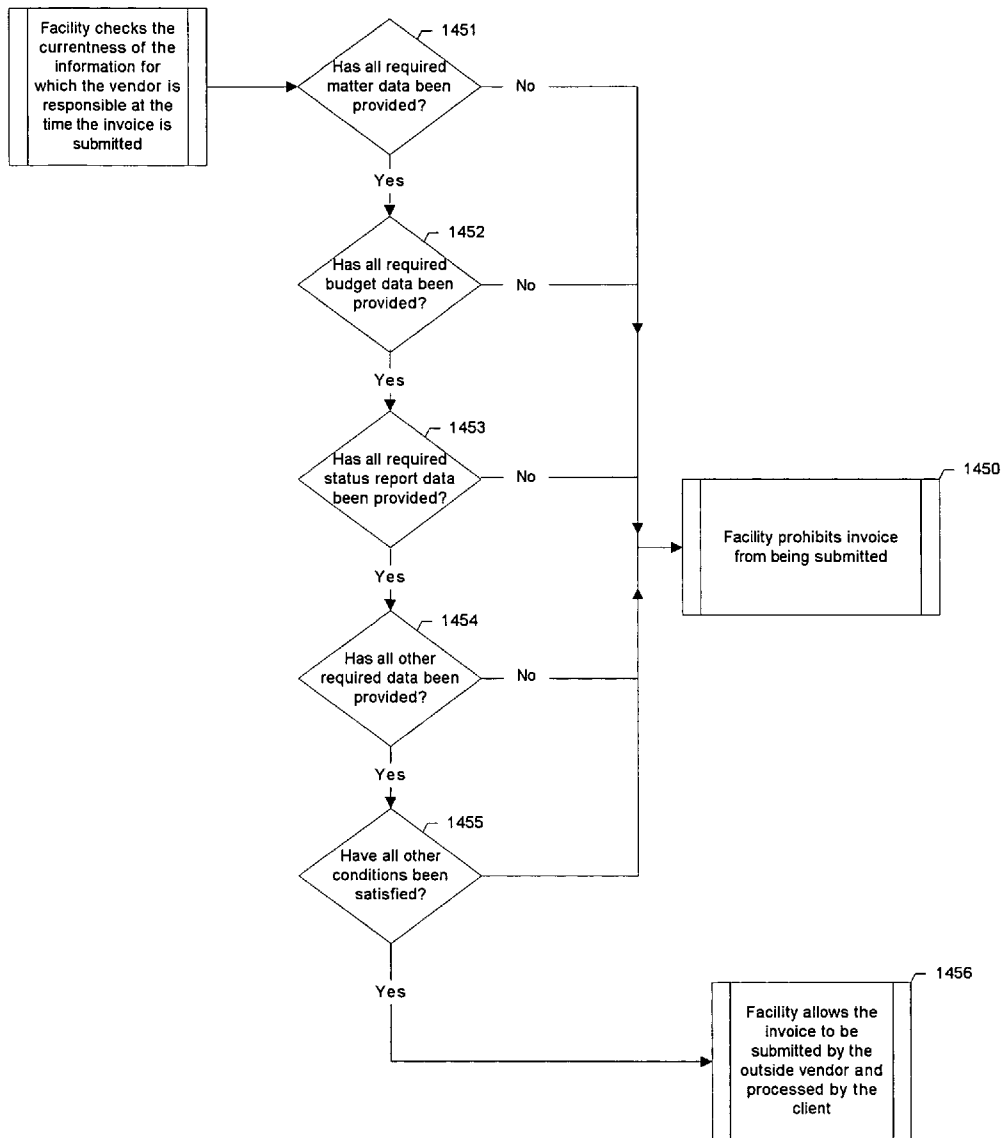 Facility checks the
currentness of the
information for
which the vendor is
responsible at the
time the invoice is
submitted
1451
Has all required
matter data been
provided?
No
Yes
1452
Has all required
budget data been
provided?
No
Yes
1453
Has all required
status report data
been provided?
No
1450
Facility prohibits invoice
from being submitted
Yes
1454
Has all other
required data been
provided?
No
Yes
1455
Have all other
conditions been
satisfied?
Yes
1456
Facility allows the
invoice to be
submitted by the
outside vendor and
processed by the
client